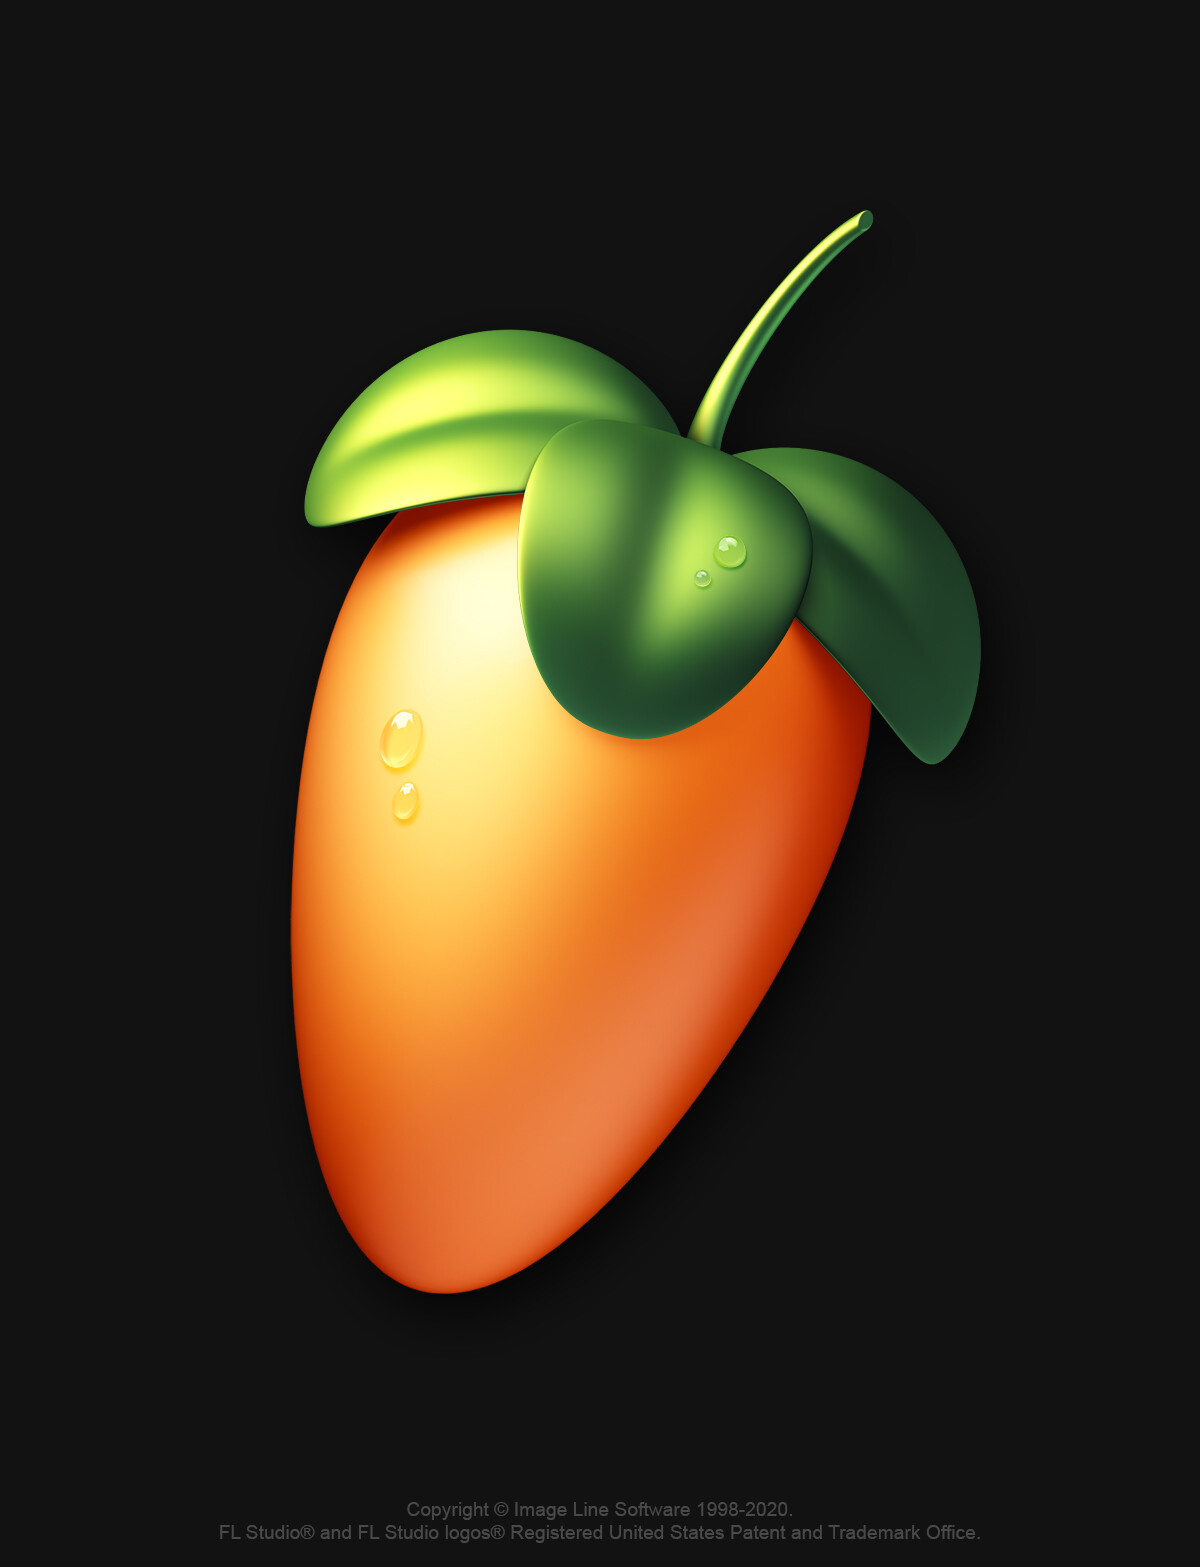 Copyright © Image Line Software 1998-2020.
FL Studio® and FL Studio logos® Registered United States Patent and Trademark Office.